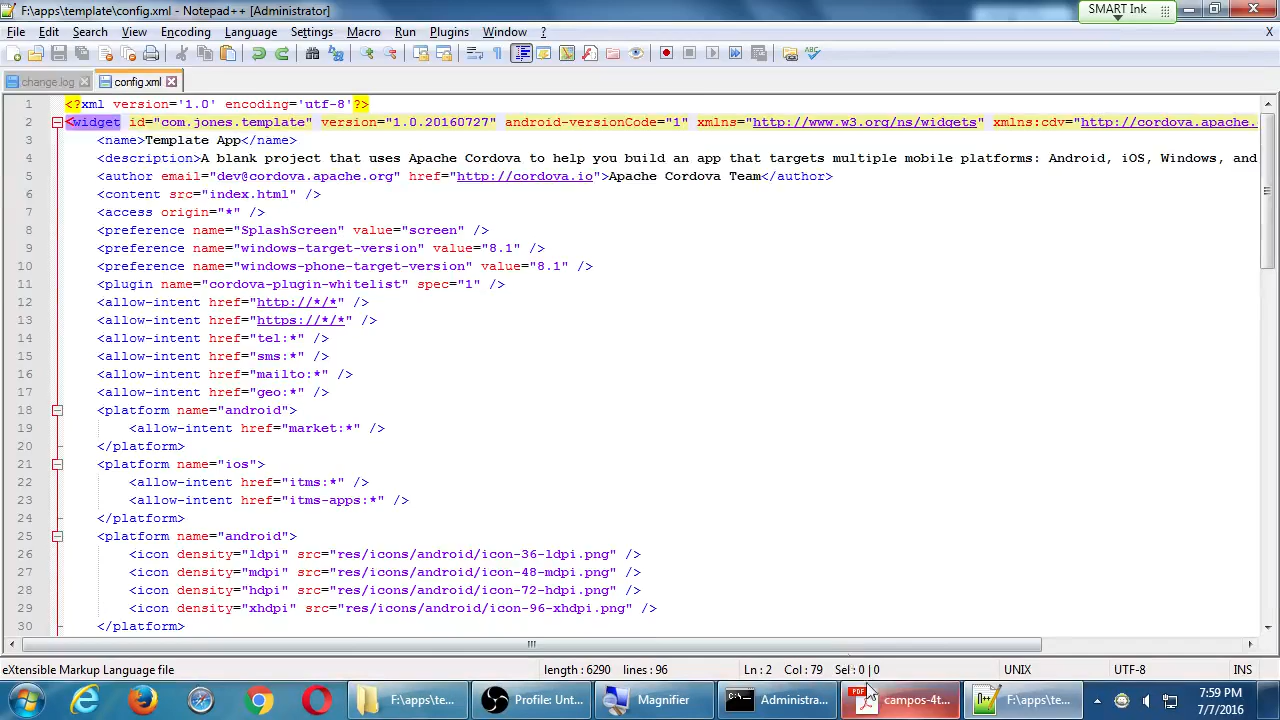 F:\apps\template\config.xml - Notepad++ [Administrator]
SMART Ink
File Edit Search View Encoding Language Settings Macro Run Plugins Window ? X
change.log config.xml
1 <?xml version='1.0' encoding='utf-8'?>
2 <widget id="com.jones.template" version="1.0.20160727" android-versionCode="1" xmlns="http://www.w3.org/ns/widgets" xmlns:cdv="http://cordova.apache.
3 <name>Template App</name>
4 <description>A blank project that uses Apache Cordova to help you build an app that targets multiple mobile platforms: Android, iOS, Windows, and
5 <author email="dev@cordova.apache.org" href="http://cordova.io">Apache Cordova Team</author>
6 <content src="index.html" />
7 <access origin="*" />
8 <preference name="SplashScreen" value="screen" />
9 <preference name="windows-target-version" value="8.1" />
10 <preference name="windows-phone-target-version" value="8.1" />
11 <plugin name="cordova-plugin-whitelist" spec="1" />
12 <allow-intent href="http://*/*" />
13 <allow-intent href="https://*/*" />
14 <allow-intent href="tel:*" />
15 <allow-intent href="sms:*" />
16 <allow-intent href="mailto:*" />
17 <allow-intent href="geo:*" />
18 <platform name="android">
19 <allow-intent href="market:*" />
20 </platform>
21 <platform name="ios">
22 <allow-intent href="itms:*" />
23 <allow-intent href="itms-apps:*" />
24 </platform>
25 <platform name="android">
26 <icon density="ldpi" src="res/icons/android/icon-36-ldpi.png" />
27 <icon density="mdpi" src="res/icons/android/icon-48-mdpi.png" />
28 <icon density="hdpi" src="res/icons/android/icon-72-hdpi.png" />
29 <icon density="xhdpi" src="res/icons/android/icon-96-xhdpi.png" />
30 </platform>
eXtensible Markup Language file length : 6290 lines : 96 Ln : 2 Col : 79 Sel : 0 | 0 UNIX UTF-8 INS
F:\apps\te... Profile: Unt... Magnifier Administra... PDF campos-4t... F:\apps\te... 7:59 PM
7/7/2016